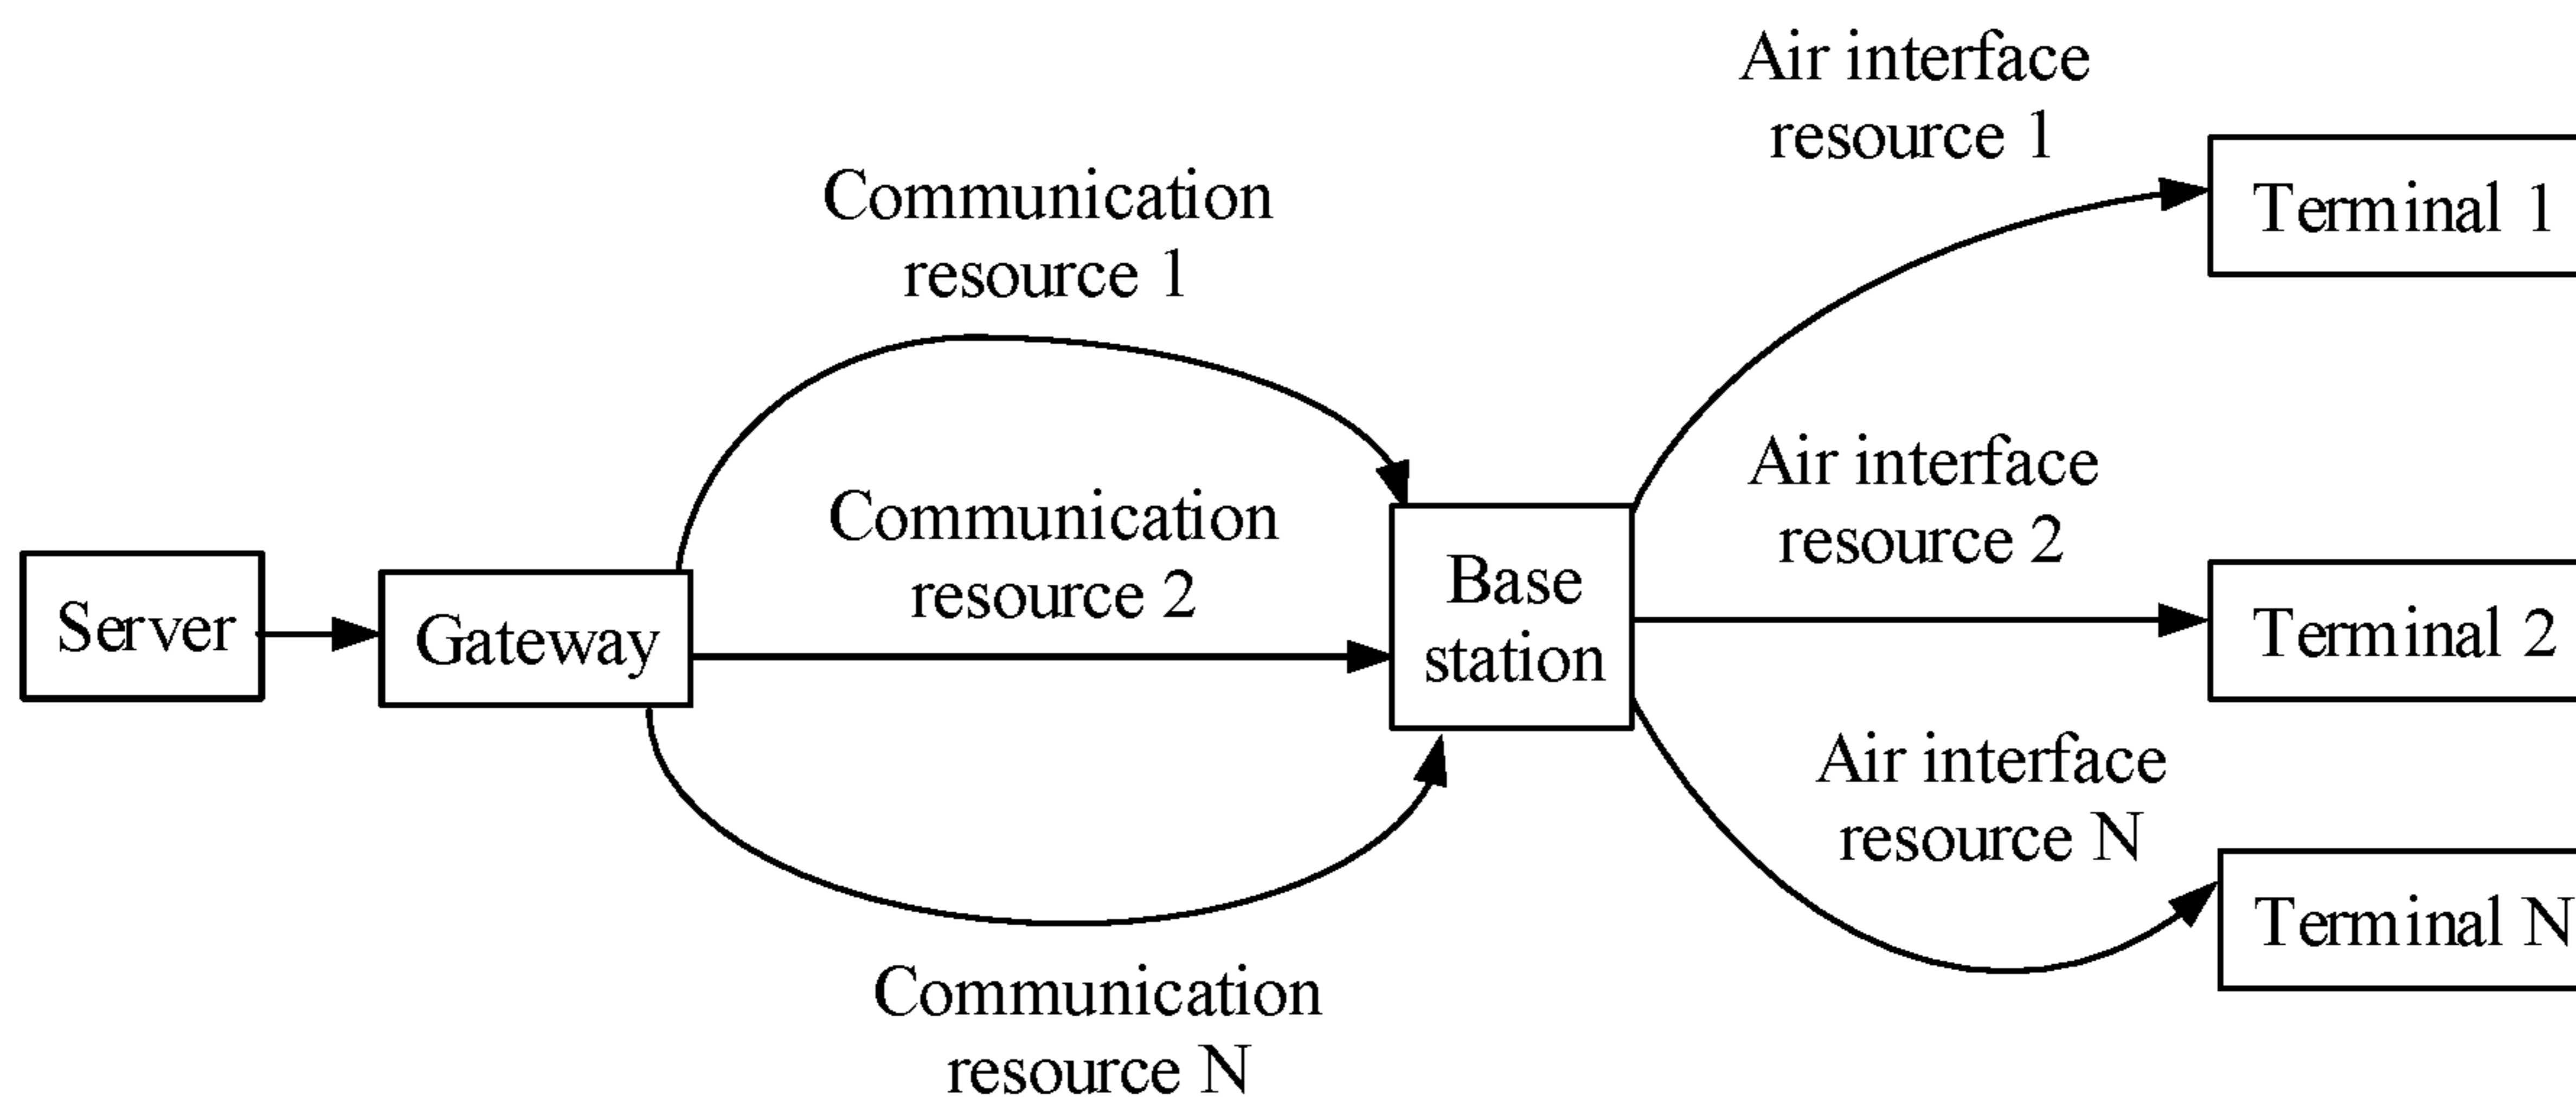 Air interface
resource 1
Terminal 1
Communication
resource 1
Air interface
resource 2
Communication
resource 2
Base
station
Server
Gateway
Terminal 2
Air interface
resource N
Terminal N
Communication
resource N